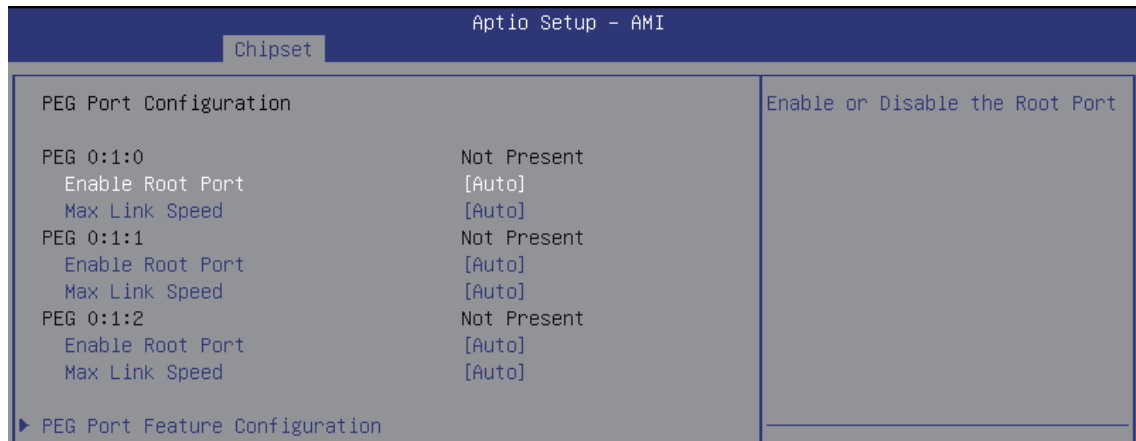 Aptio Setup – AMI
Chipset
PEG Port Configuration
Enable or Disable the Root Port
PEG 0:1:0 Not Present
Enable Root Port [Auto]
Max Link Speed [Auto]
PEG 0:1:1 Not Present
Enable Root Port [Auto]
Max Link Speed [Auto]
PEG 0:1:2 Not Present
Enable Root Port [Auto]
Max Link Speed [Auto]
PEG Port Feature Configuration